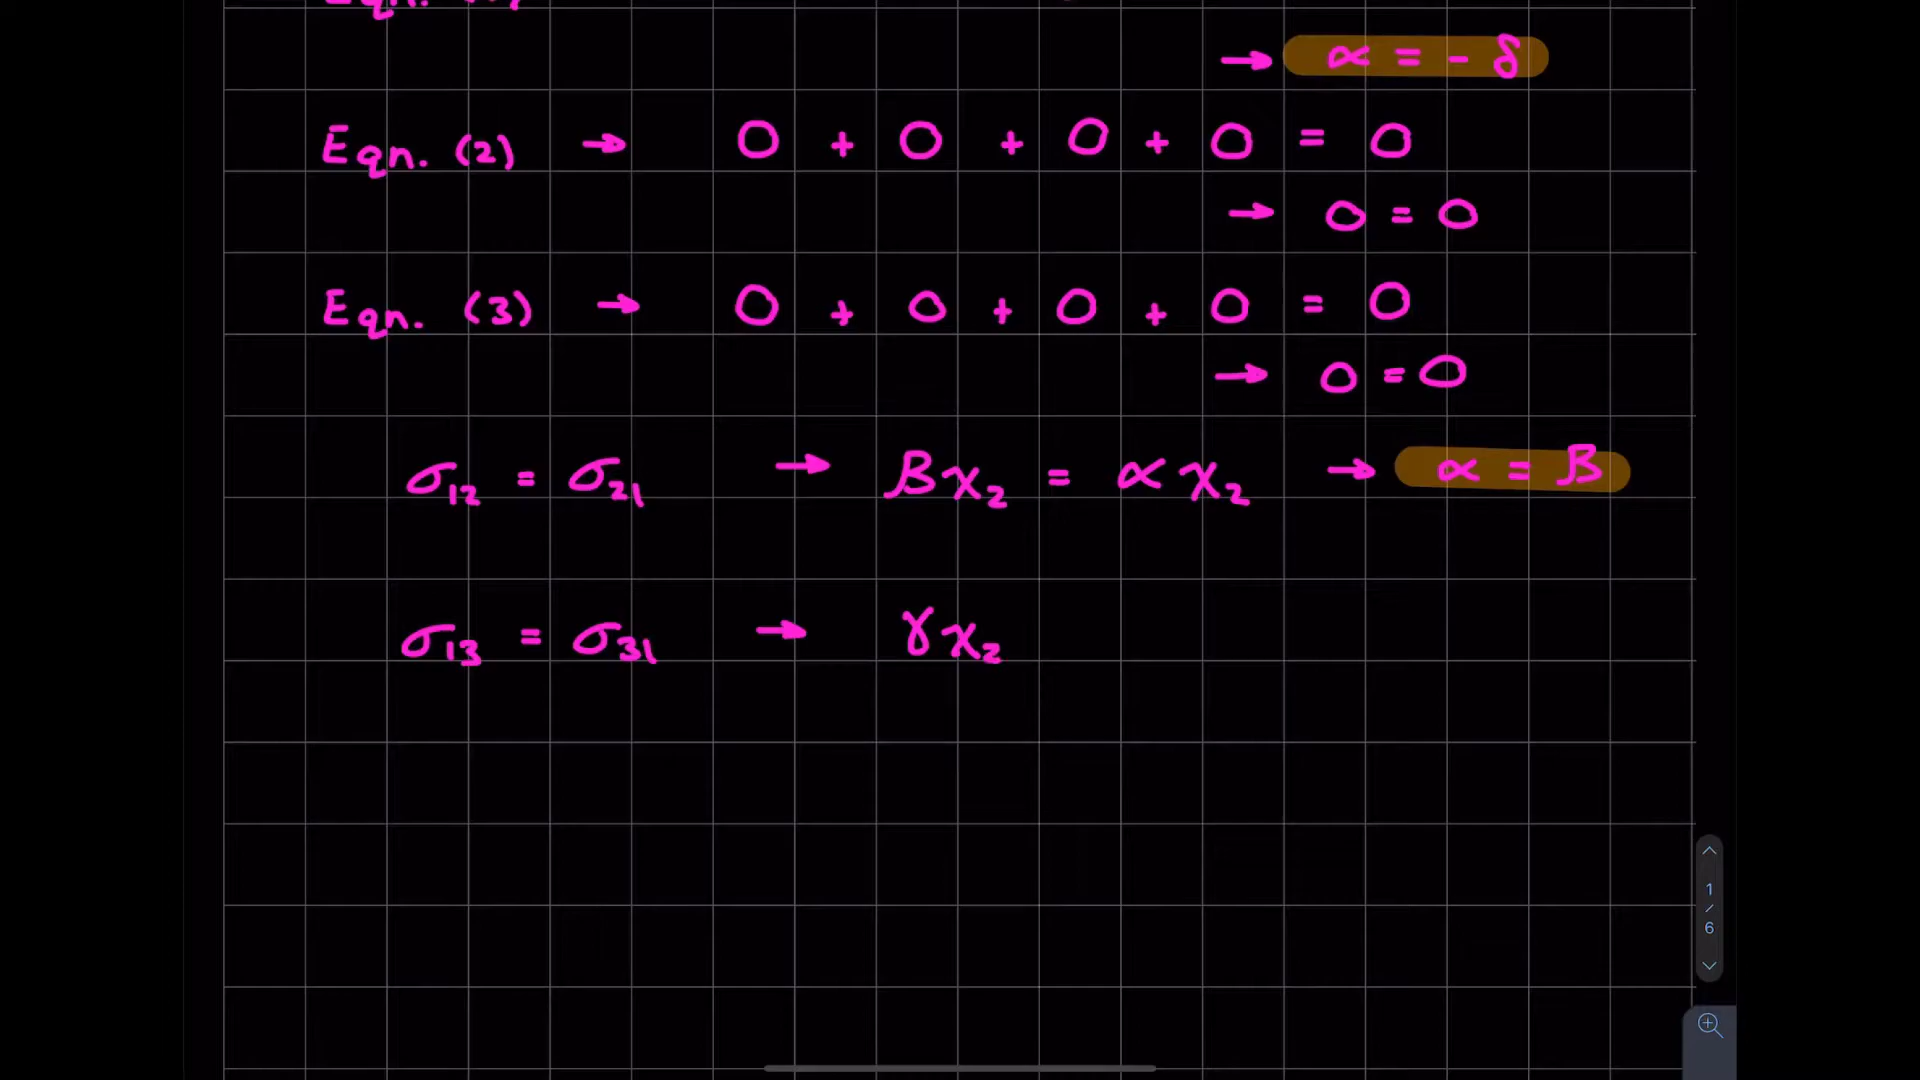 → α = - δ
Eqn. (2) → 0 + 0 + 0 + 0 = 0
→ 0 = 0
Eqn. (3) → 0 + 0 + 0 + 0 = 0
→ 0 = 0
σ₁₂ = σ₂₁ → βx₂ = αx₂ → α = β
σ₁₃ = σ₃₁ → γx₂
1
/
6